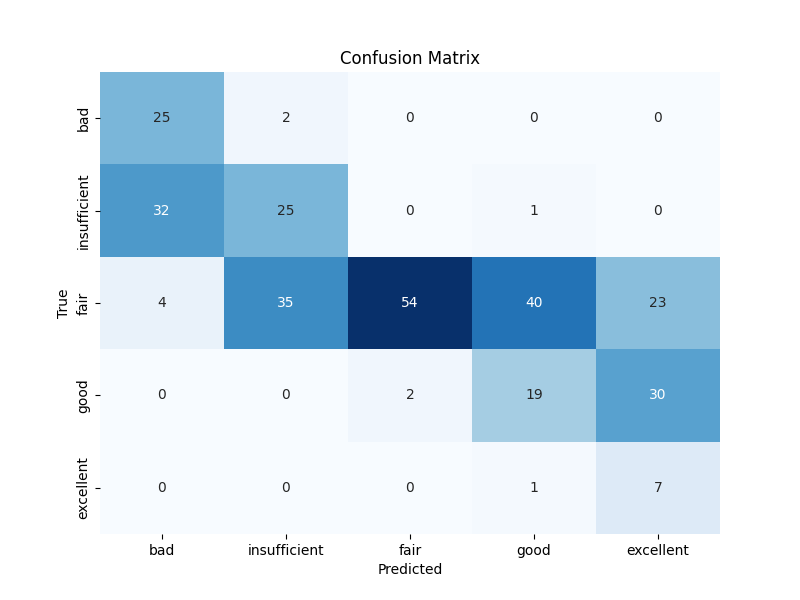 Confusion Matrix
bad 25 2 0 0 0
insufficient 32 25 0 1 0
True
fair 4 35 54 40 23
good 0 0 2 19 30
excellent 0 0 0 1 7
bad insufficient fair good excellent
Predicted